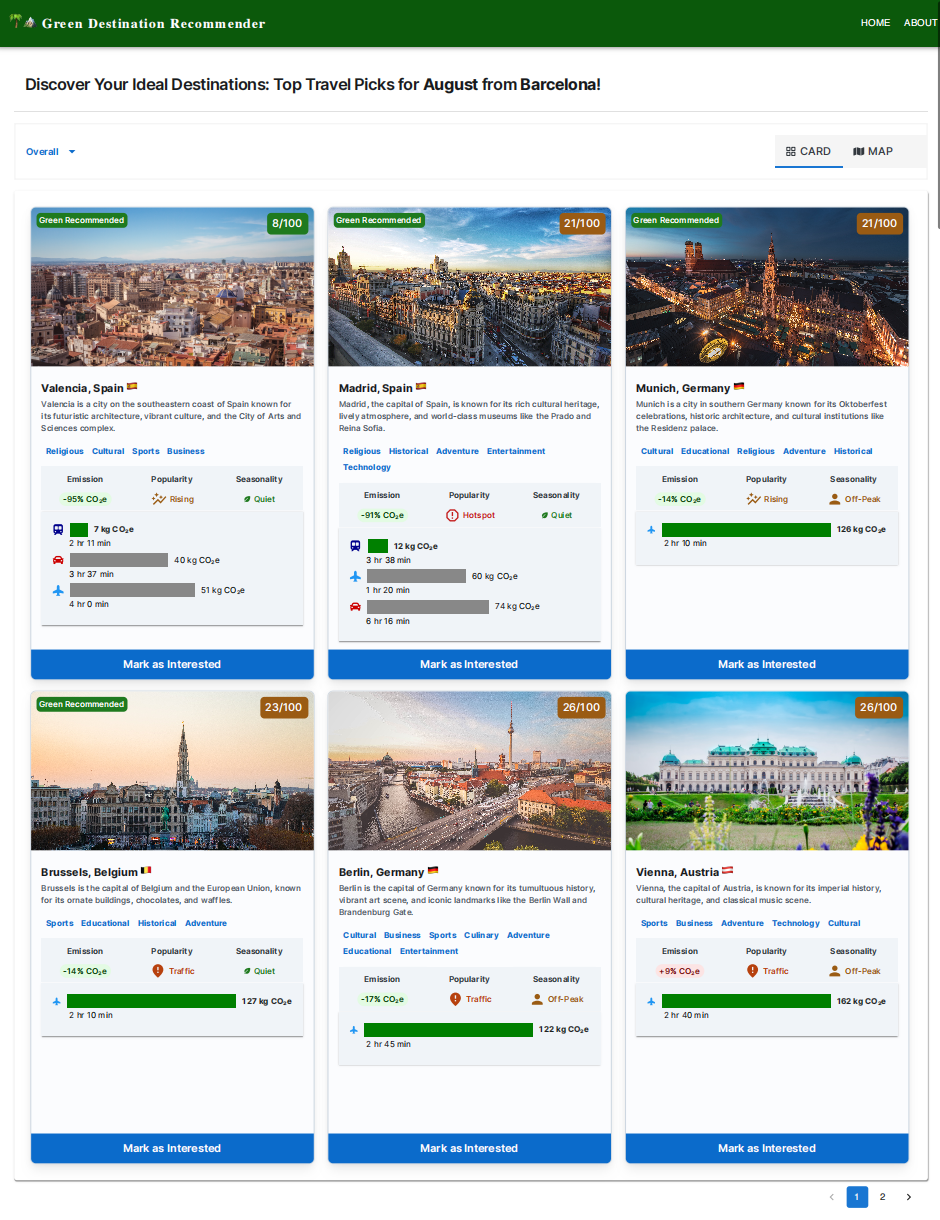 Green Destination Recommender
HOME ABOUT
Discover Your Ideal Destinations: Top Travel Picks for August from Barcelona!
Overall
CARD MAP
Green Recommended
8/100
Valencia, Spain
Valencia is a city on the southeastern coast of Spain known for
its futuristic architecture, vibrant culture, and the City of Arts and
Sciences complex.
Religious Cultural Sports Business
Emission Popularity Seasonality
-95% CO₂e Rising Quiet
7 kg CO₂e
2 hr 11 min
40 kg CO₂e
3 hr 37 min
51 kg CO₂e
4 hr 0 min
Mark as Interested
Green Recommended
21/100
Madrid, Spain
Madrid, the capital of Spain, is known for its rich cultural heritage,
lively atmosphere, and world-class museums like the Prado and
Reina Sofia.
Religious Historical Adventure Entertainment
Technology
Emission Popularity Seasonality
-91% CO₂e Hotspot Quiet
12 kg CO₂e
3 hr 38 min
60 kg CO₂e
1 hr 20 min
74 kg CO₂e
6 hr 16 min
Mark as Interested
Green Recommended
21/100
Munich, Germany
Munich is a city in southern Germany known for its Oktoberfest
celebrations, historic architecture, and cultural institutions like
the Residenz palace.
Cultural Educational Religious Adventure Historical
Emission Popularity Seasonality
-14% CO₂e Rising Off-Peak
126 kg CO₂e
2 hr 10 min
Mark as Interested
Green Recommended
23/100
Brussels, Belgium
Brussels is the capital of Belgium and the European Union, known
for its ornate buildings, chocolates, and waffles.
Sports Educational Historical Adventure
Emission Popularity Seasonality
-14% CO₂e Traffic Quiet
127 kg CO₂e
2 hr 10 min
Mark as Interested
26/100
Berlin, Germany
Berlin is the capital of Germany known for its tumultuous history,
vibrant art scene, and iconic landmarks like the Berlin Wall and
Brandenburg Gate.
Cultural Business Sports Culinary Adventure
Educational Entertainment
Emission Popularity Seasonality
-17% CO₂e Traffic Off-Peak
122 kg CO₂e
2 hr 45 min
Mark as Interested
26/100
Vienna, Austria
Vienna, the capital of Austria, is known for its imperial history,
cultural heritage, and classical music scene.
Sports Business Adventure Technology Cultural
Emission Popularity Seasonality
+9% CO₂e Traffic Off-Peak
162 kg CO₂e
2 hr 40 min
Mark as Interested
1 2